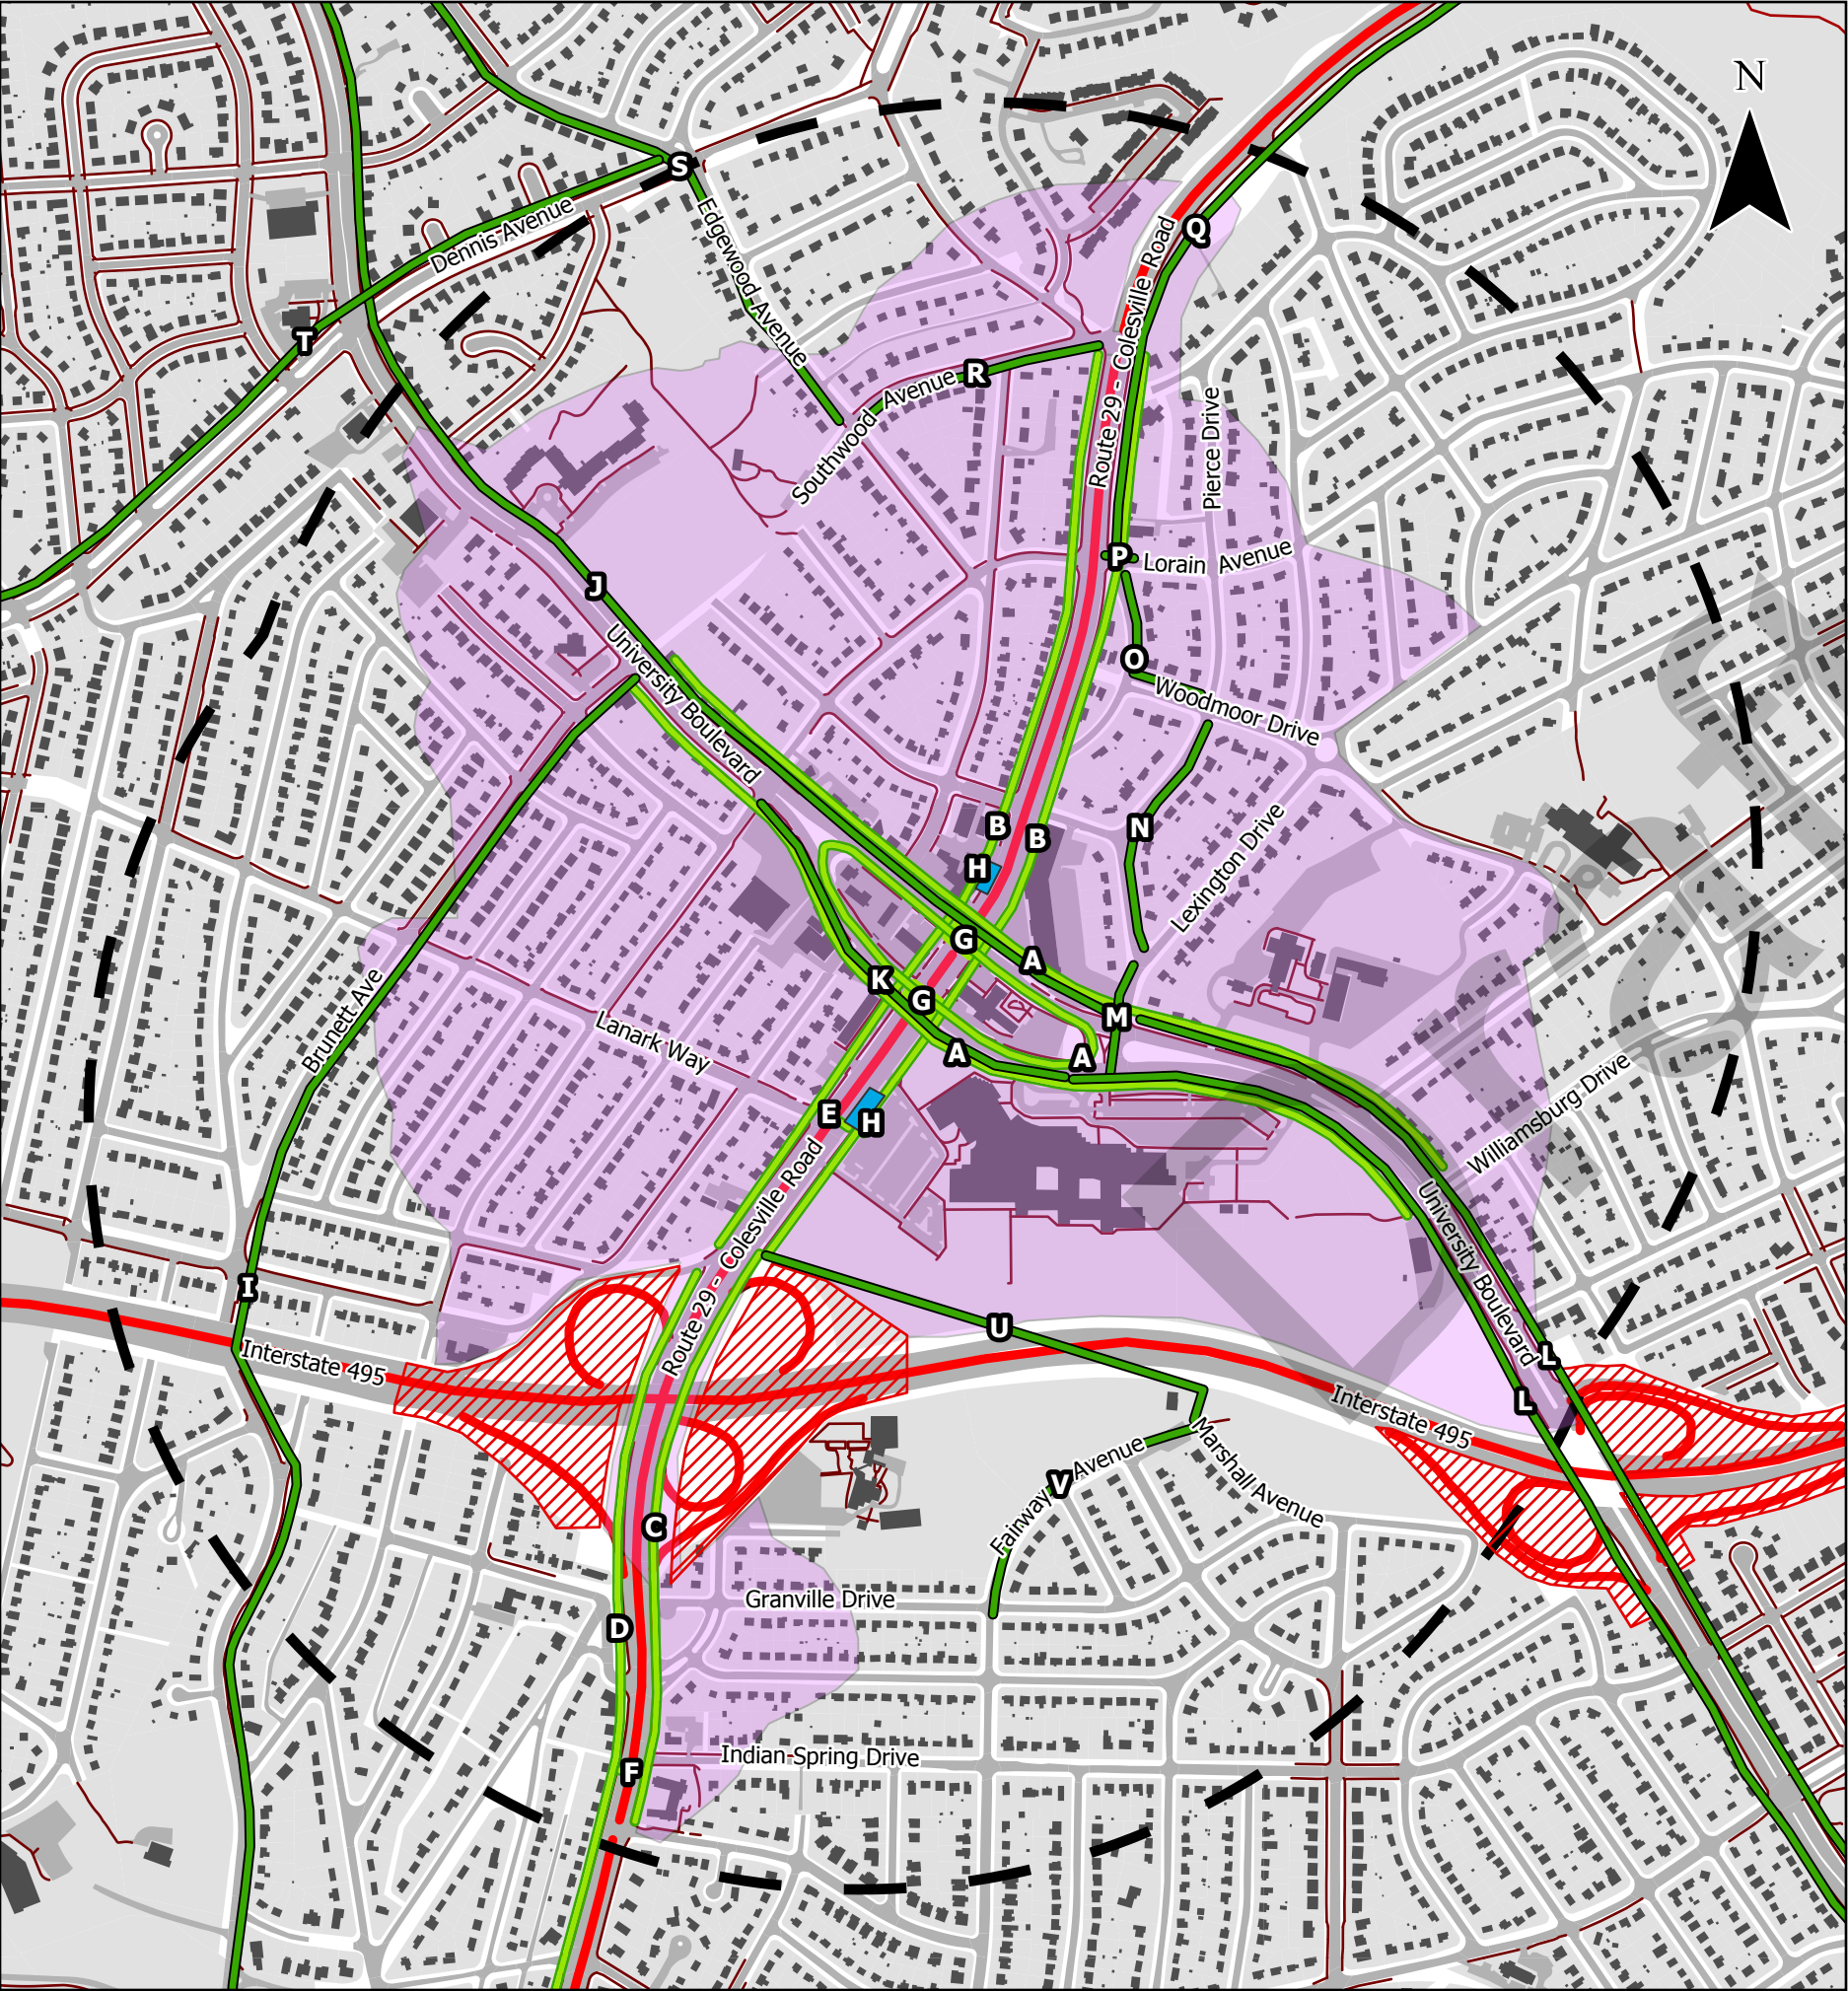 N
S
Dennis Avenue
Edgewood Avenue
Q
Route 29 - Colesville Road
T
R
Southwood Avenue
Pierce Drive
P
Lorain Avenue
J
University Boulevard
O
Woodmoor Drive
B
B
N
H
Lexington Drive
G
A
K
G
M
Brunett Ave
Lanark Way
A
A
E
H
Williamsburg Drive
Route 29 - Colesville Road
University Boulevard
I
U
Interstate 495
L
L
Interstate 495
Marshall Avenue
V
Fairway Avenue
C
Granville Drive
D
Indian Spring Drive
F